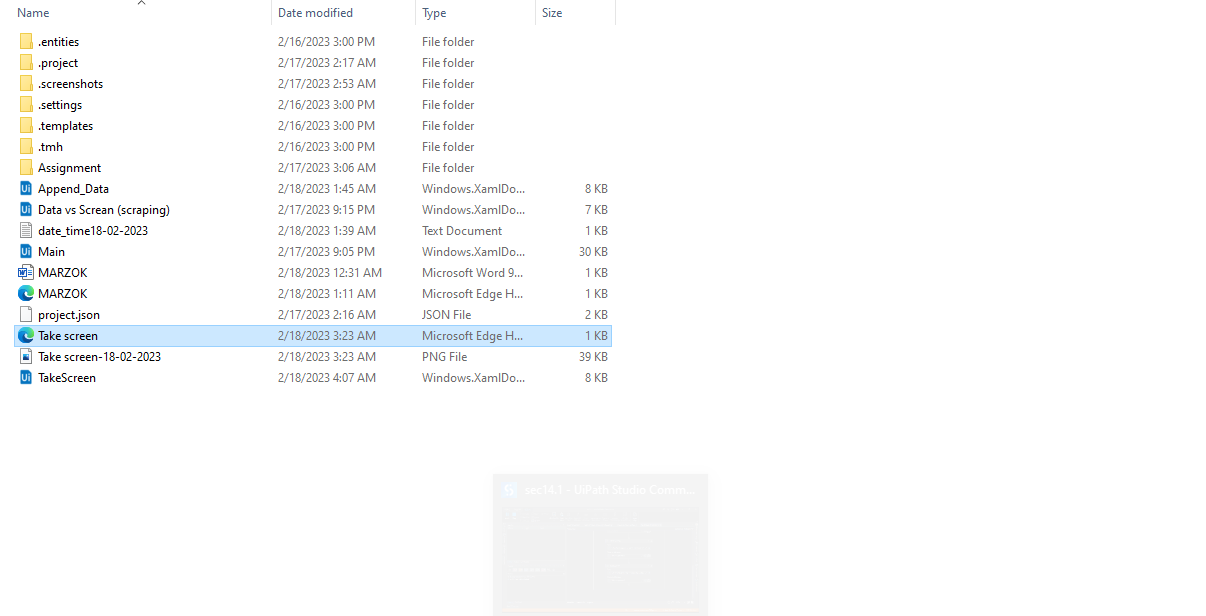 Name Date modified Type Size
.entities 2/16/2023 3:00 PM File folder
.project 2/17/2023 2:17 AM File folder
.screenshots 2/17/2023 2:53 AM File folder
.settings 2/16/2023 3:00 PM File folder
.templates 2/16/2023 3:00 PM File folder
.tmh 2/16/2023 3:00 PM File folder
Assignment 2/17/2023 3:06 AM File folder
Append_Data 2/18/2023 1:45 AM Windows.XamlDo... 8 KB
Data vs Screan (scraping) 2/17/2023 9:15 PM Windows.XamlDo... 7 KB
date_time18-02-2023 2/18/2023 1:39 AM Text Document 1 KB
Main 2/17/2023 9:05 PM Windows.XamlDo... 30 KB
MARZOK 2/18/2023 12:31 AM Microsoft Word 9... 1 KB
MARZOK 2/18/2023 1:11 AM Microsoft Edge H... 1 KB
project.json 2/17/2023 2:16 AM JSON File 2 KB
Take screen 2/18/2023 3:23 AM Microsoft Edge H... 1 KB
Take screen-18-02-2023 2/18/2023 3:23 AM PNG File 39 KB
TakeScreen 2/18/2023 4:07 AM Windows.XamlDo... 8 KB
sec14.1 - UiPath Studio Comm...